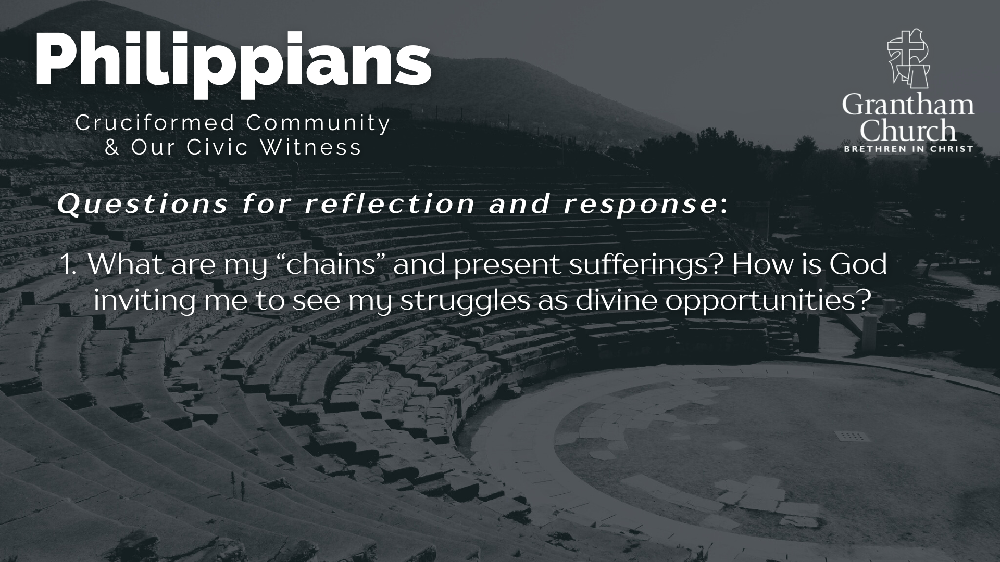 Philippians
Cruciformed Community
& Our Civic Witness
Grantham
Church
BRETHREN IN CHRIST
Questions for reflection and response:
1. What are my “chains” and present sufferings? How is God
inviting me to see my struggles as divine opportunities?